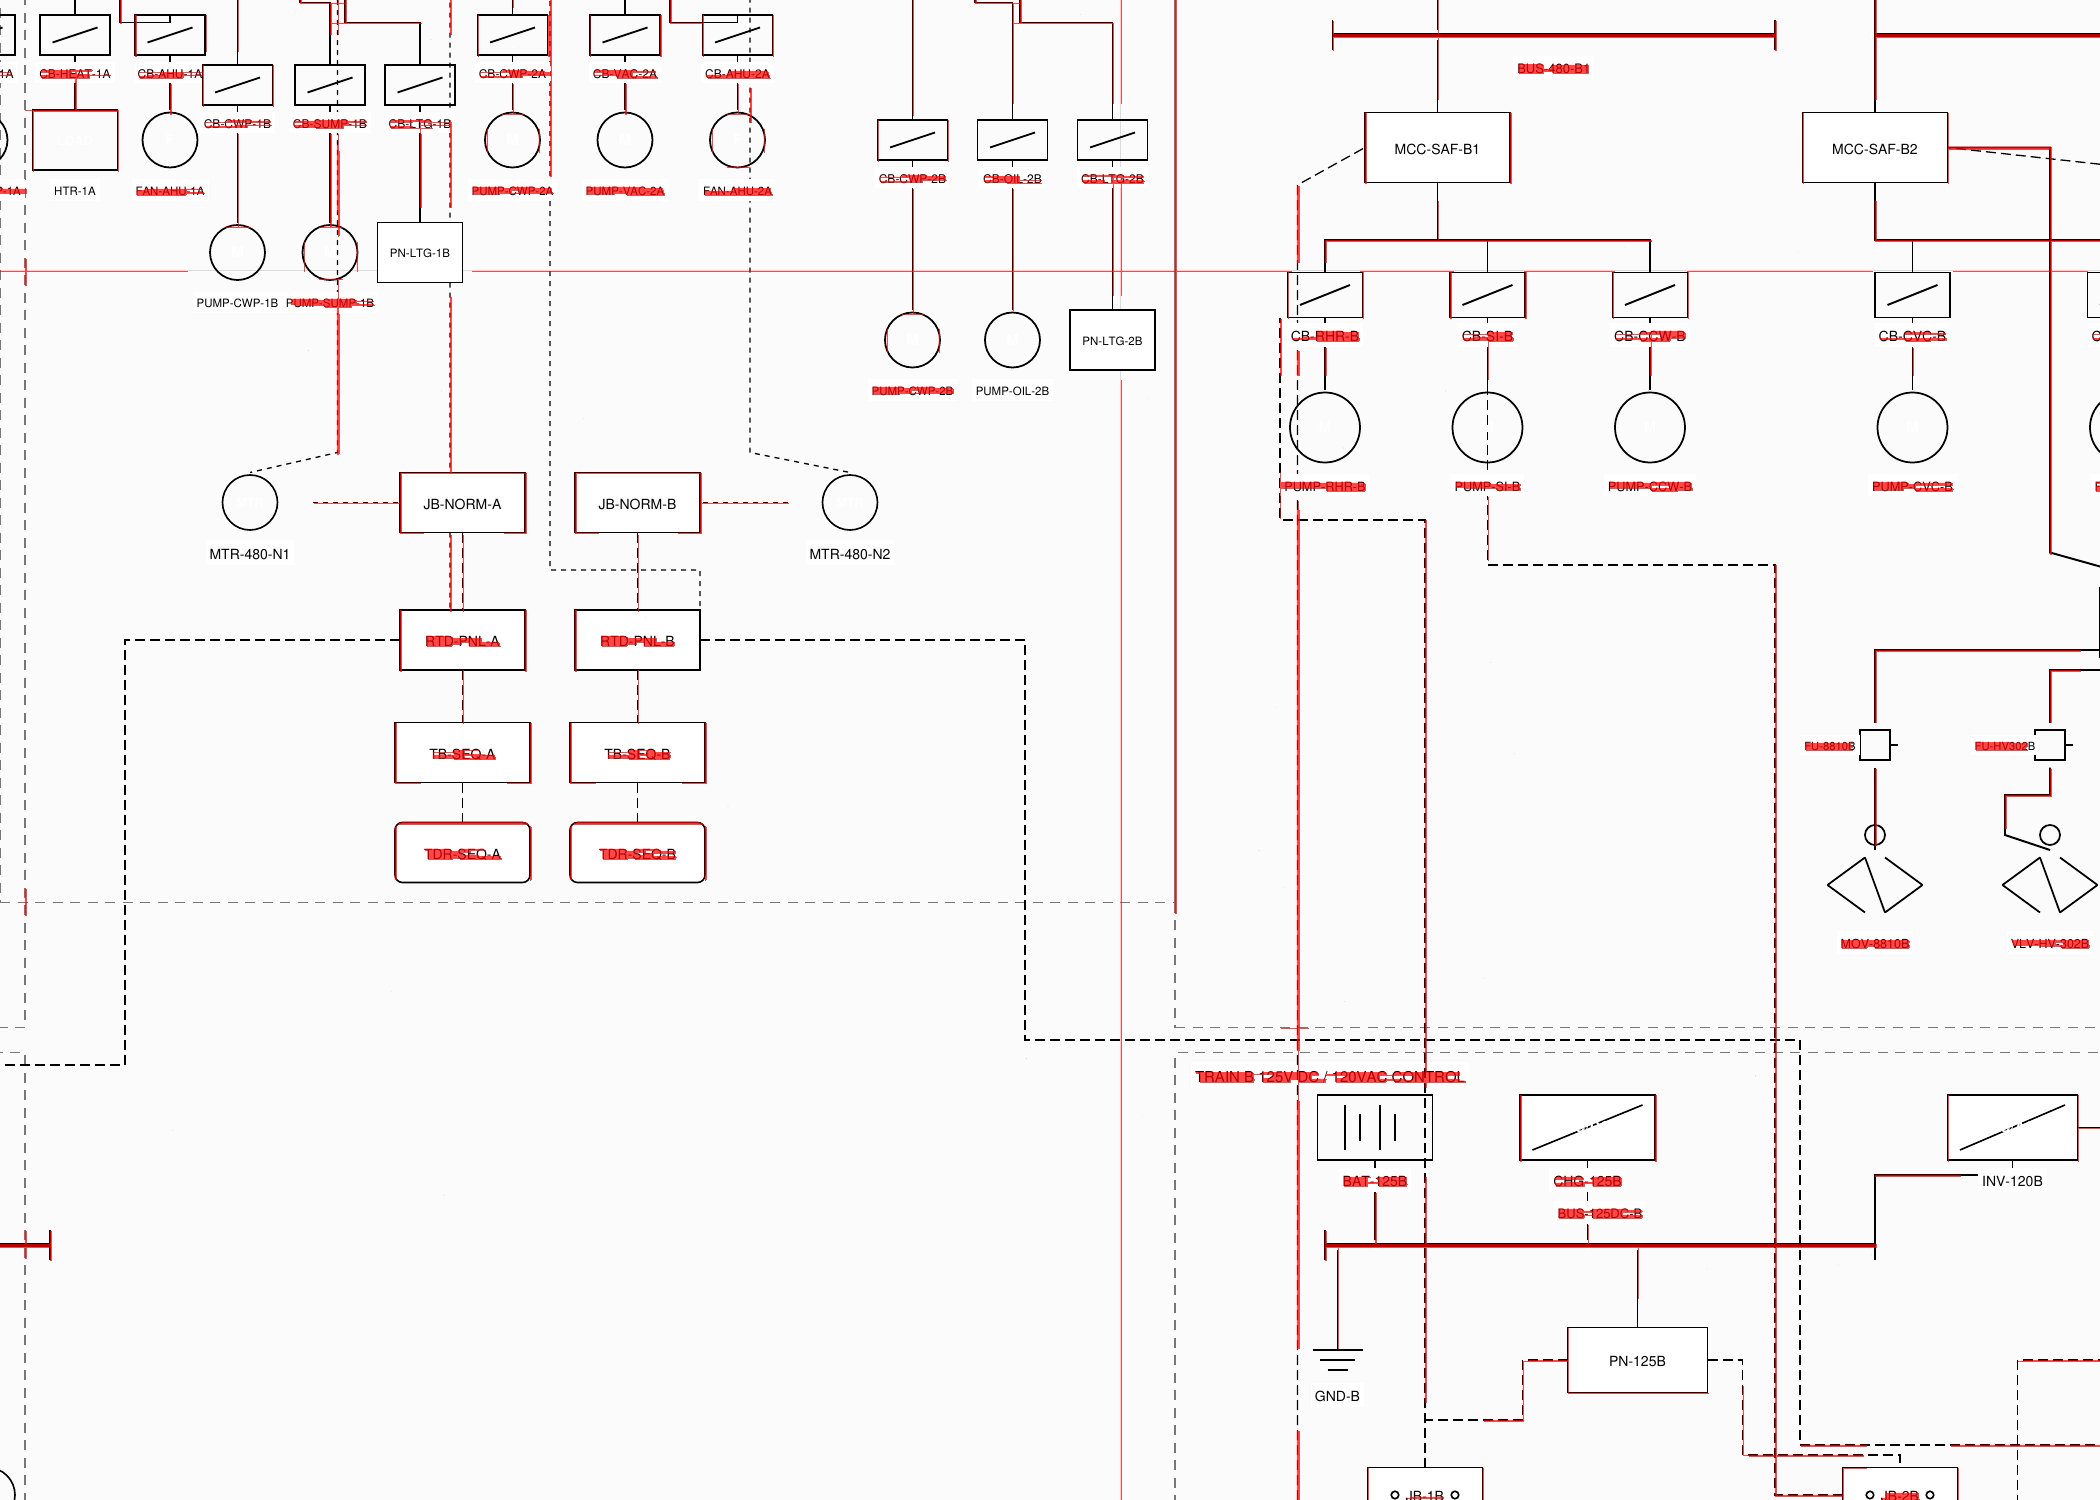 BUS-480-B1
CB-HEAT-1A
CB-AHU-1A
CB-CWP-2A
CB-VAC-2A
CB-AHU-2A
CB-CWP-1B
CB-SUMP-1B
CB-LTG-1B
MCC-SAF-B1
MCC-SAF-B2
CB-CWP-2B
CB-OIL-2B
CB-LTG-2B
HTR-1A
FAN-AHU-1A
PUMP-CWP-2A
PUMP-VAC-2A
FAN-AHU-2A
PN-LTG-1B
PUMP-CWP-1B
PUMP-SUMP-1B
CB-RHR-B
CB-SI-B
CB-CCW-B
CB-CVC-B
PN-LTG-2B
PUMP-CWP-2B
PUMP-OIL-2B
PUMP-RHR-B
PUMP-SI-B
PUMP-CCW-B
PUMP-CVC-B
JB-NORM-A
JB-NORM-B
MTR-480-N1
MTR-480-N2
RTD-PNL-A
RTD-PNL-B
TB-SEQ-A
TB-SEQ-B
FU-8810B
FU-HV302B
TDR-SEQ-A
TDR-SEQ-B
MOV-8810B
VLV-HV-302B
TRAIN B 125V DC / 120VAC CONTROL
BAT-125B
CHG-125B
INV-120B
BUS-125DC-B
PN-125B
GND-B
JB-1B
JB-2B